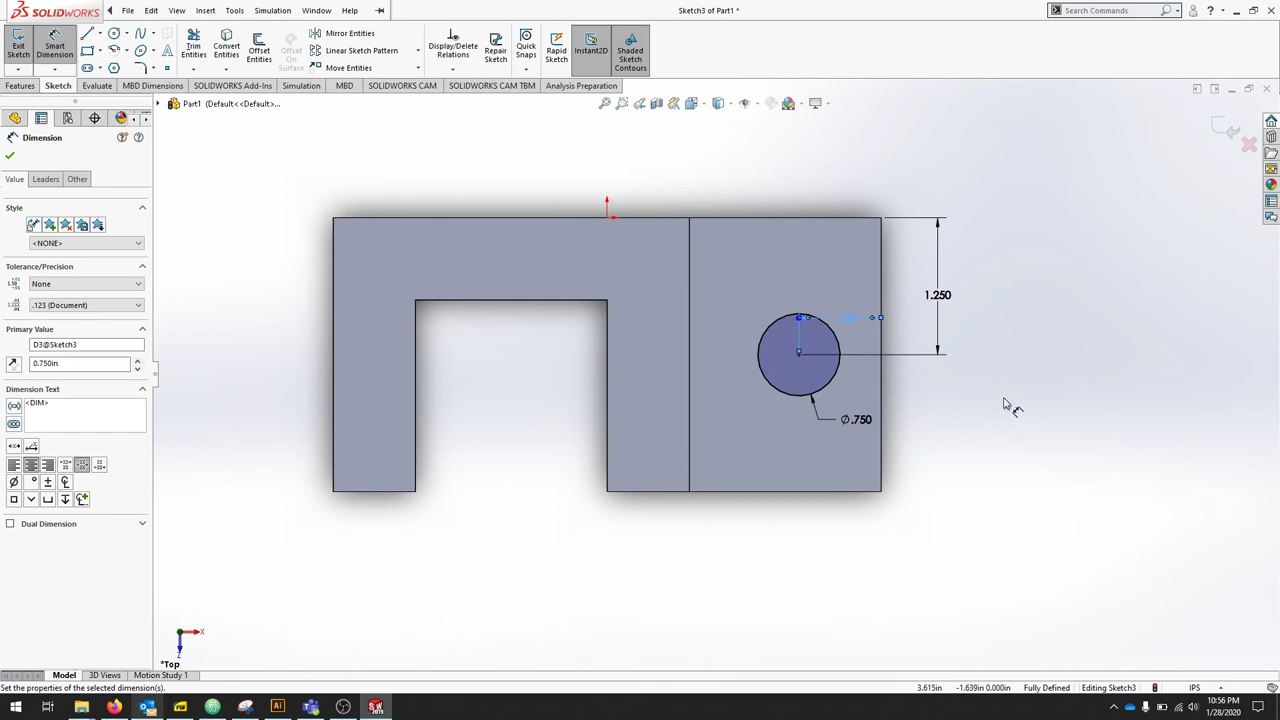 SOLIDWORKS
File Edit View Insert Tools Simulation Window Help
Sketch3 of Part1 *
Search Commands
Exit Sketch
Smart Dimension
Trim Entities
Convert Entities
Offset Entities
Offset On Surface
Mirror Entities
Linear Sketch Pattern
Move Entities
Display/Delete Relations
Repair Sketch
Quick Snaps
Rapid Sketch
Instant2D
Shaded Sketch Contours
Features Sketch Evaluate MBD Dimensions SOLIDWORKS Add-Ins Simulation MBD SOLIDWORKS CAM SOLIDWORKS CAM TBM Analysis Preparation
Part1 (Default<<Default>...
Dimension
Value Leaders Other
Style
<NONE>
Tolerance/Precision
None
.123 (Document)
Primary Value
D3@Sketch3
0.750in
Dimension Text
<DIM>
Dual Dimension
1.250
Ø.750
X
Z
*Top
Model 3D Views Motion Study 1
Set the properties of the selected dimension(s).
3.615in -1.639in 0.000in Fully Defined Editing Sketch3 IPS
10:56 PM
1/28/2020